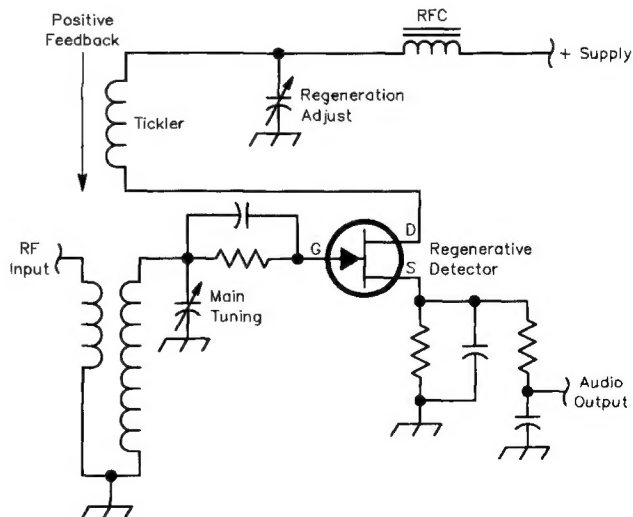 Positive
Feedback
RFC
+ Supply
Regeneration
Adjust
Tickler
D
G
S
Regenerative
Detector
RF
Input
Main
Tuning
Audio
Output